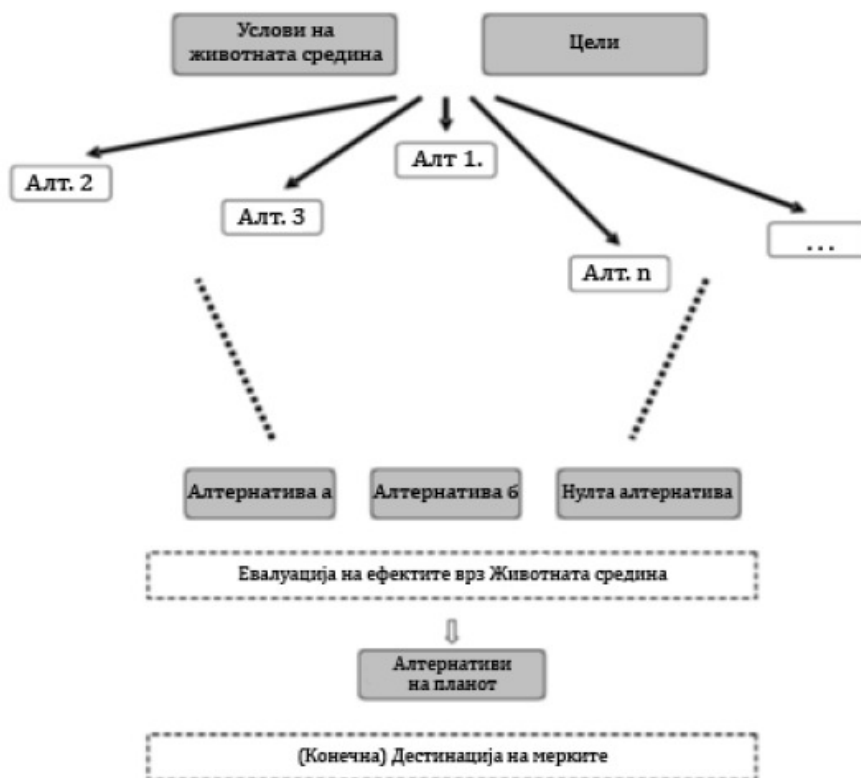 Услови на
животната средина
Цели
Алт 1.
Алт. 2
Алт. 3
...
Алт. n
Алтернатива а
Алтернатива б
Нулта алтернатива
Евалуација на ефектите врз Животната средина
Алтернативи
на планот
(Конечна) Дестинација на мерките